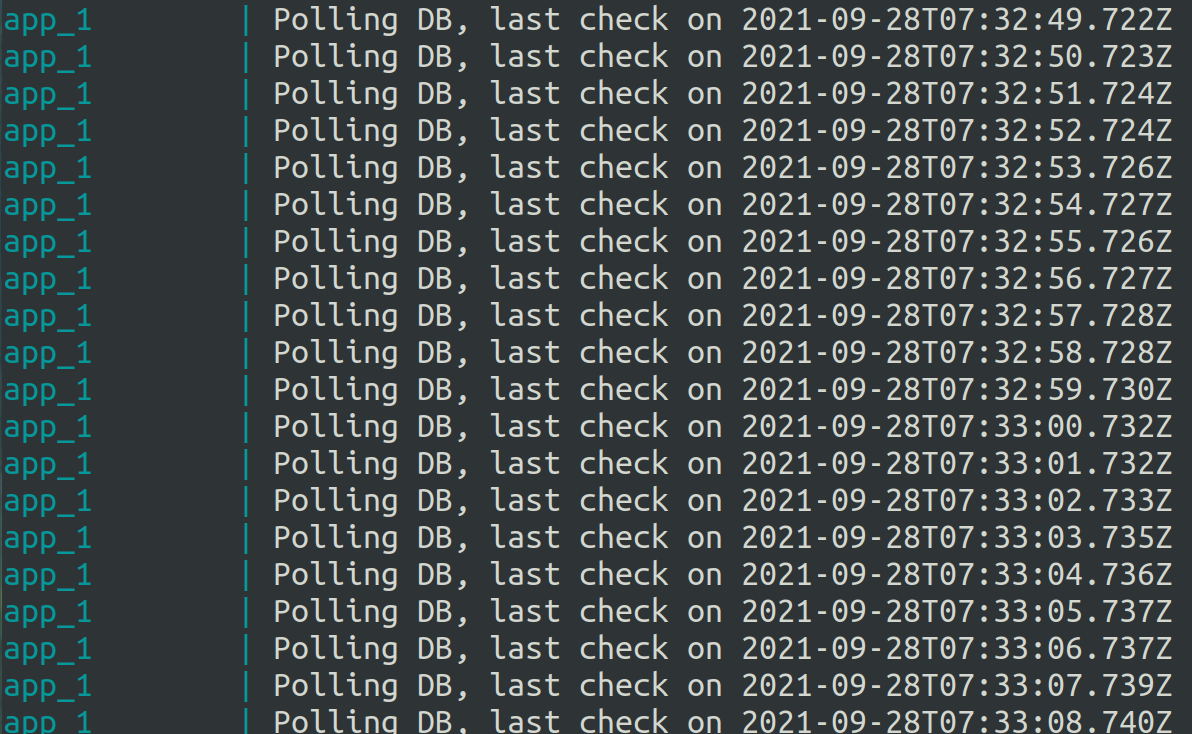 app_1 | Polling DB, last check on 2021-09-28T07:32:49.722Z
app_1 | Polling DB, last check on 2021-09-28T07:32:50.723Z
app_1 | Polling DB, last check on 2021-09-28T07:32:51.724Z
app_1 | Polling DB, last check on 2021-09-28T07:32:52.724Z
app_1 | Polling DB, last check on 2021-09-28T07:32:53.726Z
app_1 | Polling DB, last check on 2021-09-28T07:32:54.727Z
app_1 | Polling DB, last check on 2021-09-28T07:32:55.726Z
app_1 | Polling DB, last check on 2021-09-28T07:32:56.727Z
app_1 | Polling DB, last check on 2021-09-28T07:32:57.728Z
app_1 | Polling DB, last check on 2021-09-28T07:32:58.728Z
app_1 | Polling DB, last check on 2021-09-28T07:32:59.730Z
app_1 | Polling DB, last check on 2021-09-28T07:33:00.732Z
app_1 | Polling DB, last check on 2021-09-28T07:33:01.732Z
app_1 | Polling DB, last check on 2021-09-28T07:33:02.733Z
app_1 | Polling DB, last check on 2021-09-28T07:33:03.735Z
app_1 | Polling DB, last check on 2021-09-28T07:33:04.736Z
app_1 | Polling DB, last check on 2021-09-28T07:33:05.737Z
app_1 | Polling DB, last check on 2021-09-28T07:33:06.737Z
app_1 | Polling DB, last check on 2021-09-28T07:33:07.739Z
app_1 | Polling DB, last check on 2021-09-28T07:33:08.740Z